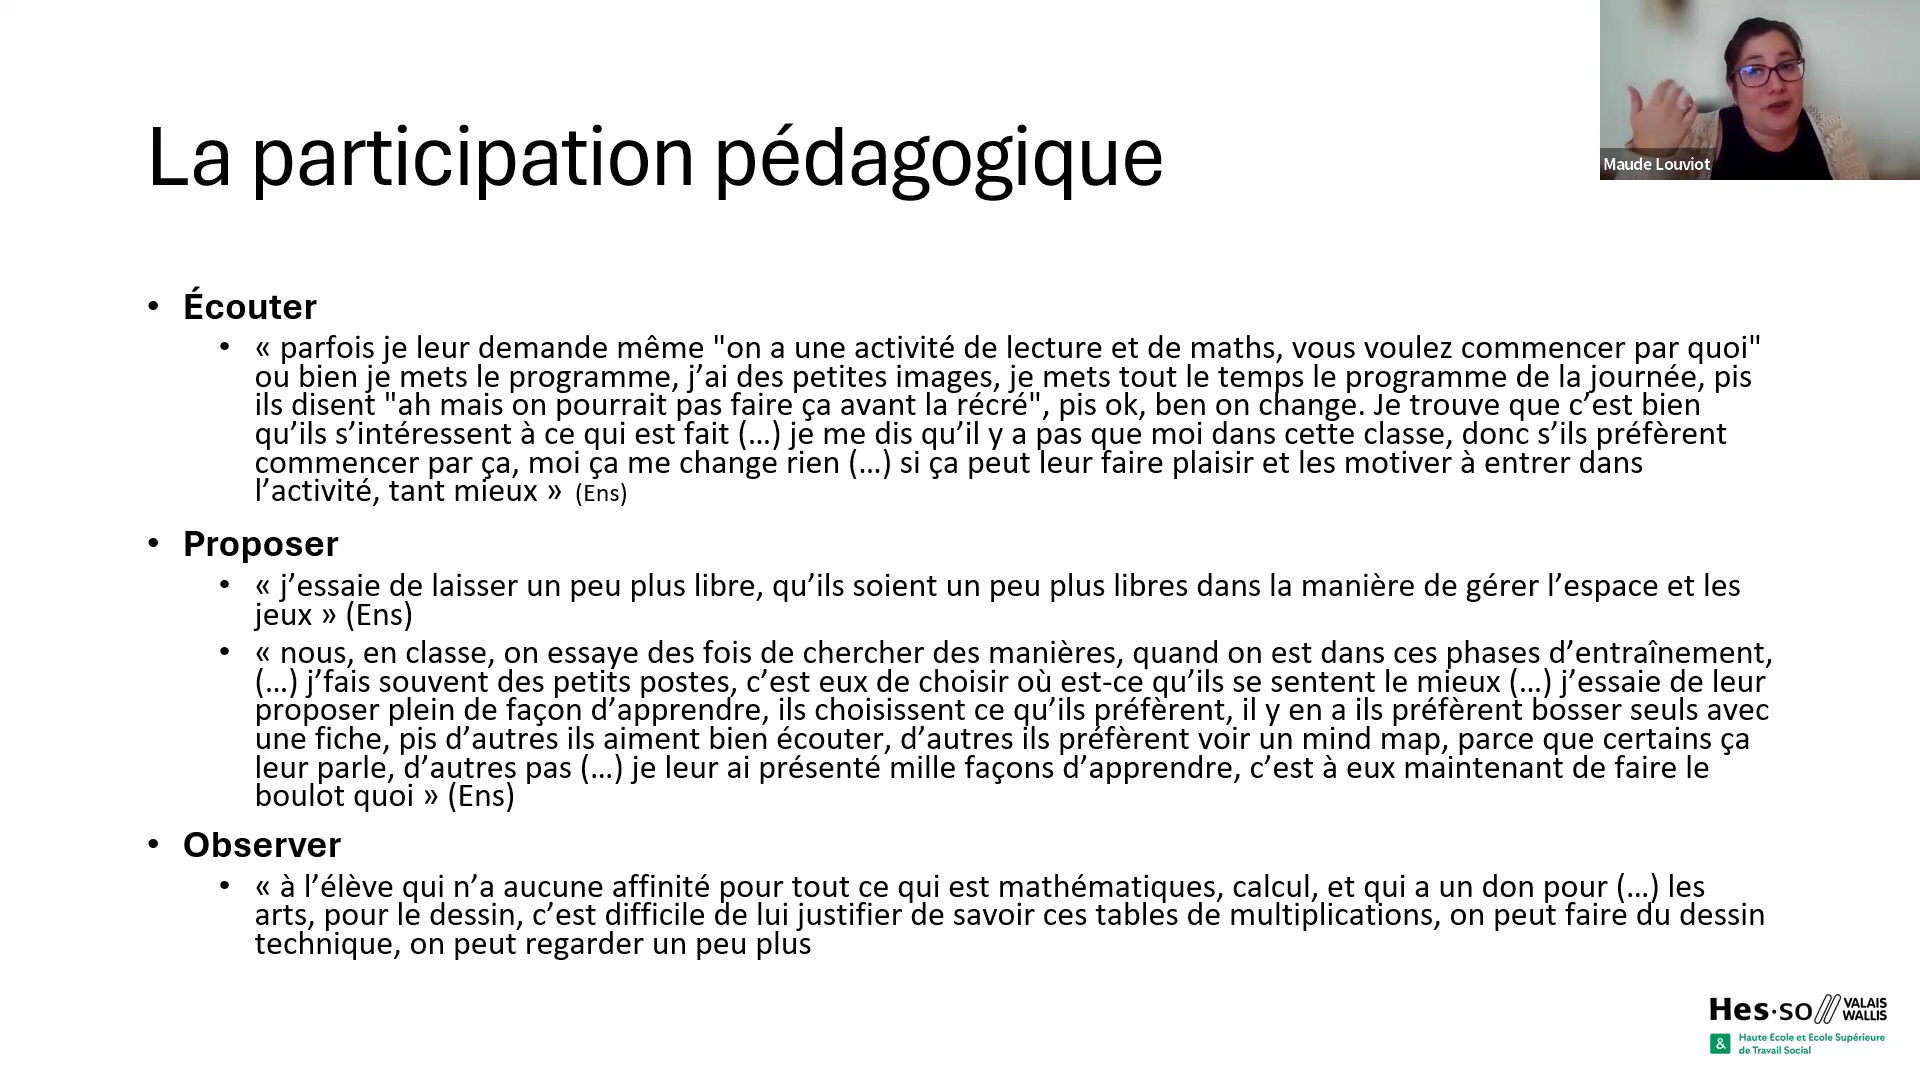 Maude Louviot
La participation pédagogique
• Écouter
• « parfois je leur demande même "on a une activité de lecture et de maths, vous voulez commencer par quoi"
ou bien je mets le programme, j’ai des petites images, je mets tout le temps le programme de la journée, pis
ils disent "ah mais on pourrait pas faire ça avant la récré", pis ok, ben on change. Je trouve que c’est bien
qu’ils s’intéressent à ce qui est fait (…) je me dis qu’il y a pas que moi dans cette classe, donc s’ils préfèrent
commencer par ça, moi ça me change rien (…) si ça peut leur faire plaisir et les motiver à entrer dans
l’activité, tant mieux » (Ens)
• Proposer
• « j’essaie de laisser un peu plus libre, qu’ils soient un peu plus libres dans la manière de gérer l’espace et les
jeux » (Ens)
• « nous, en classe, on essaye des fois de chercher des manières, quand on est dans ces phases d’entraînement,
(…) j’fais souvent des petits postes, c’est eux de choisir où est-ce qu’ils se sentent le mieux (…) j’essaie de leur
proposer plein de façon d’apprendre, ils choisissent ce qu’ils préfèrent, il y en a ils préfèrent bosser seuls avec
une fiche, pis d’autres ils aiment bien écouter, d’autres ils préfèrent voir un mind map, parce que certains ça
leur parle, d’autres pas (…) je leur ai présenté mille façons d’apprendre, c’est à eux maintenant de faire le
boulot quoi » (Ens)
• Observer
• « à l’élève qui n’a aucune affinité pour tout ce qui est mathématiques, calcul, et qui a un don pour (…) les
arts, pour le dessin, c’est difficile de lui justifier de savoir ces tables de multiplications, on peut faire du dessin
technique, on peut regarder un peu plus
Hes·so VALAIS
WALLIS
& Haute Ecole et Ecole Supérieure
de Travail Social